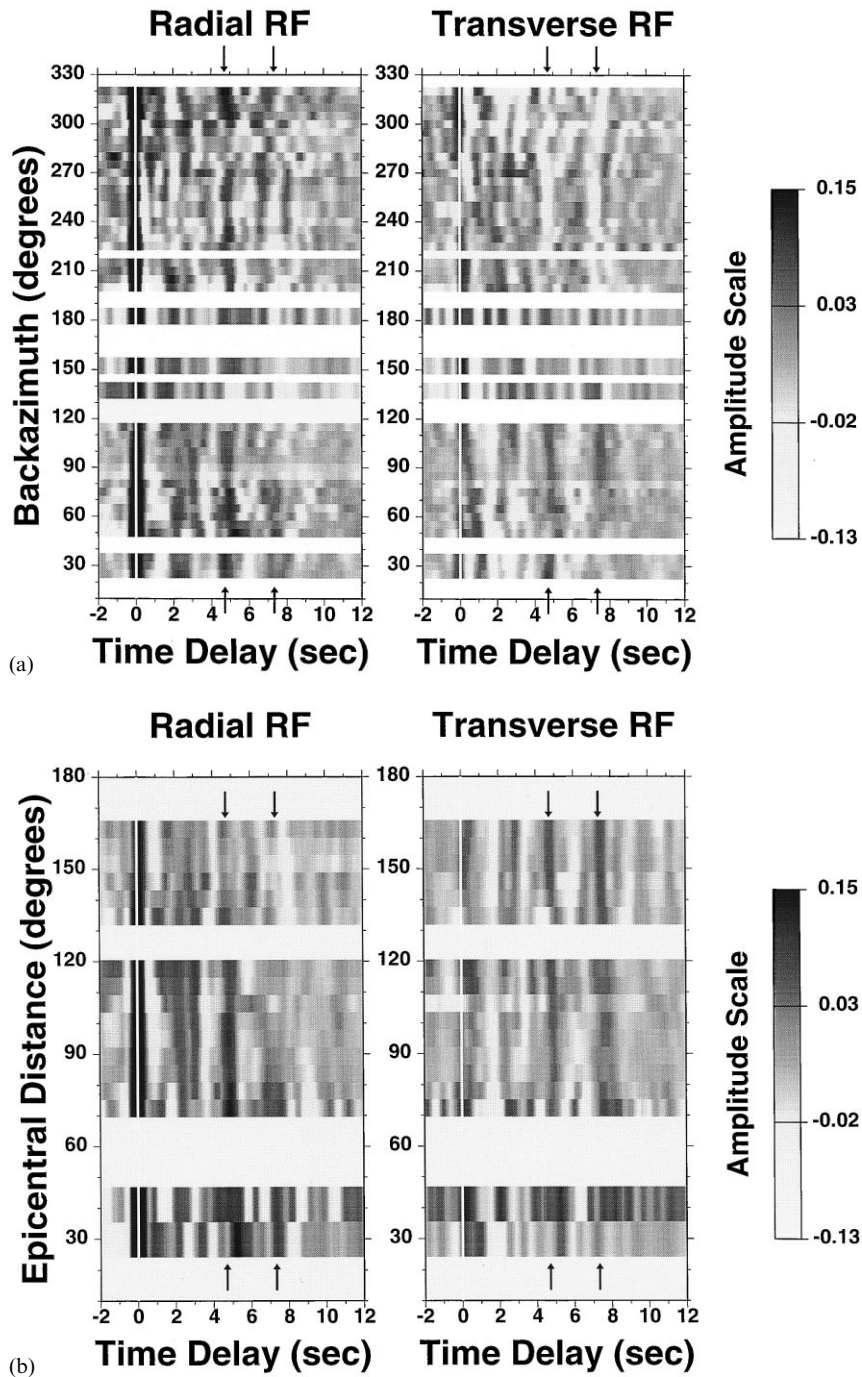 Radial RF
Transverse RF
330
300
270
240
210
180
150
120
90
60
30
330
300
270
240
210
180
150
120
90
60
30
Backazimuth (degrees)
-2 0 2 4 6 8 10 12
-2 0 2 4 6 8 10 12
Time Delay (sec)
Time Delay (sec)
Amplitude Scale
0.15
0.03
-0.02
-0.13
(a)
Radial RF
Transverse RF
180
150
120
90
60
30
180
150
120
90
60
30
Epicentral Distance (degrees)
-2 0 2 4 6 8 10 12
-2 0 2 4 6 8 10 12
Time Delay (sec)
Time Delay (sec)
Amplitude Scale
0.15
0.03
-0.02
-0.13
(b)